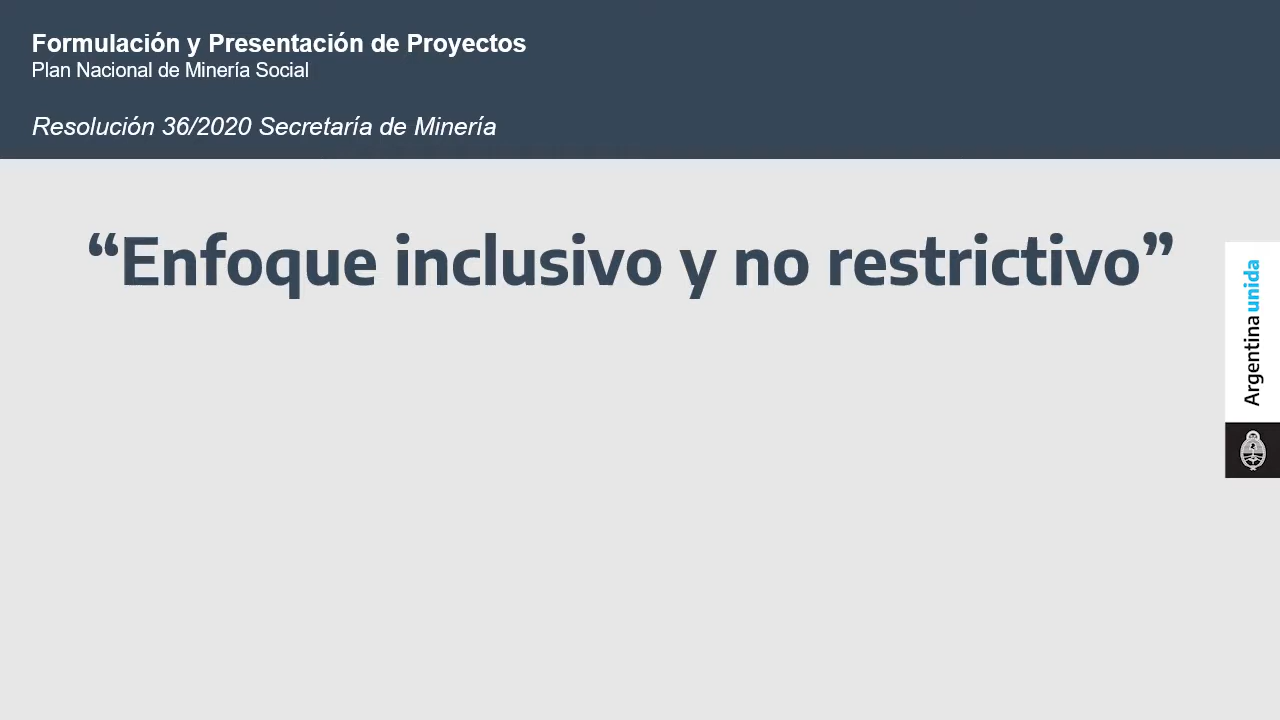 Formulación y Presentación de Proyectos
Plan Nacional de Minería Social
Resolución 36/2020 Secretaría de Minería
“Enfoque inclusivo y no restrictivo”
Argentina unida